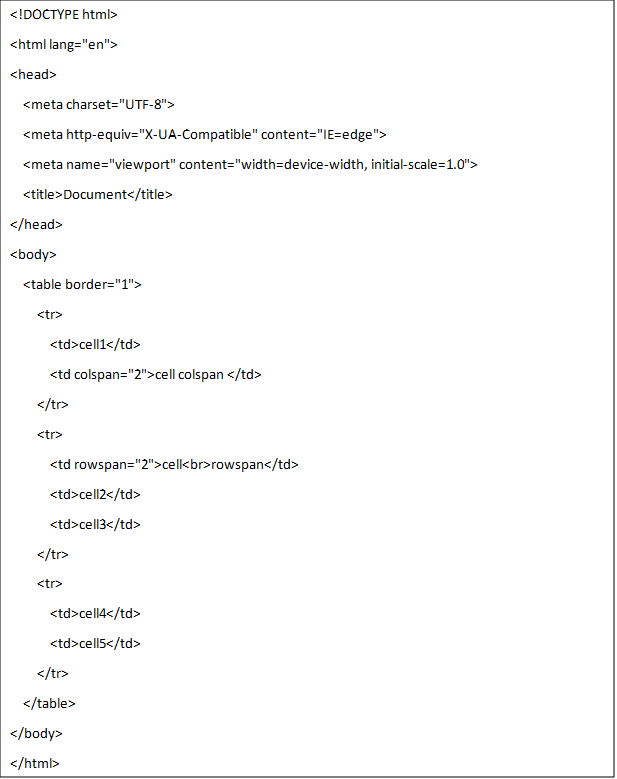 <!DOCTYPE html>
<html lang="en">
<head>
<meta charset="UTF-8">
<meta http-equiv="X-UA-Compatible" content="IE=edge">
<meta name="viewport" content="width=device-width, initial-scale=1.0">
<title>Document</title>
</head>
<body>
<table border="1">
<tr>
<td>cell1</td>
<td colspan="2">cell colspan </td>
</tr>
<tr>
<td rowspan="2">cell<br>rowspan</td>
<td>cell2</td>
<td>cell3</td>
</tr>
<tr>
<td>cell4</td>
<td>cell5</td>
</tr>
</table>
</body>
</html>